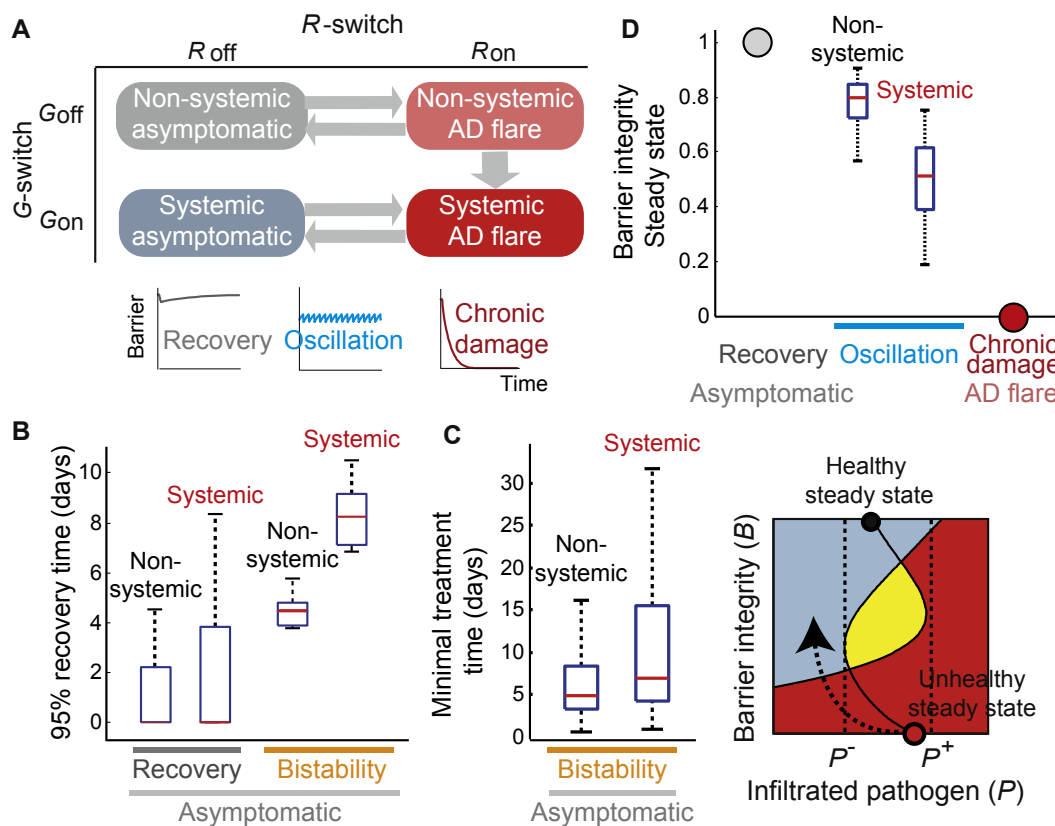 A
R-switch
R off
R on
G-switch
G off
G on
Non-systemic
asymptomatic
Non-systemic
AD flare
Systemic
asymptomatic
Systemic
AD flare
Barrier
Recovery
Oscillation
Chronic
damage
Time
D
Barrier integrity
Steady state
1
0.8
0.6
0.4
0.2
0
Non-
systemic
Systemic
Recovery
Oscillation
Chronic
damage
Asymptomatic
AD flare
B
95% recovery time (days)
10
8
6
4
2
0
Non-
systemic
Systemic
Non-
systemic
Systemic
Recovery
Bistability
Asymptomatic
C
Minimal treatment
time (days)
30
25
20
15
10
5
0
Non-
systemic
Systemic
Bistability
Asymptomatic
Healthy
steady state
Barrier integrity (B)
Unhealthy
steady state
P-
P+
Infiltrated pathogen (P)